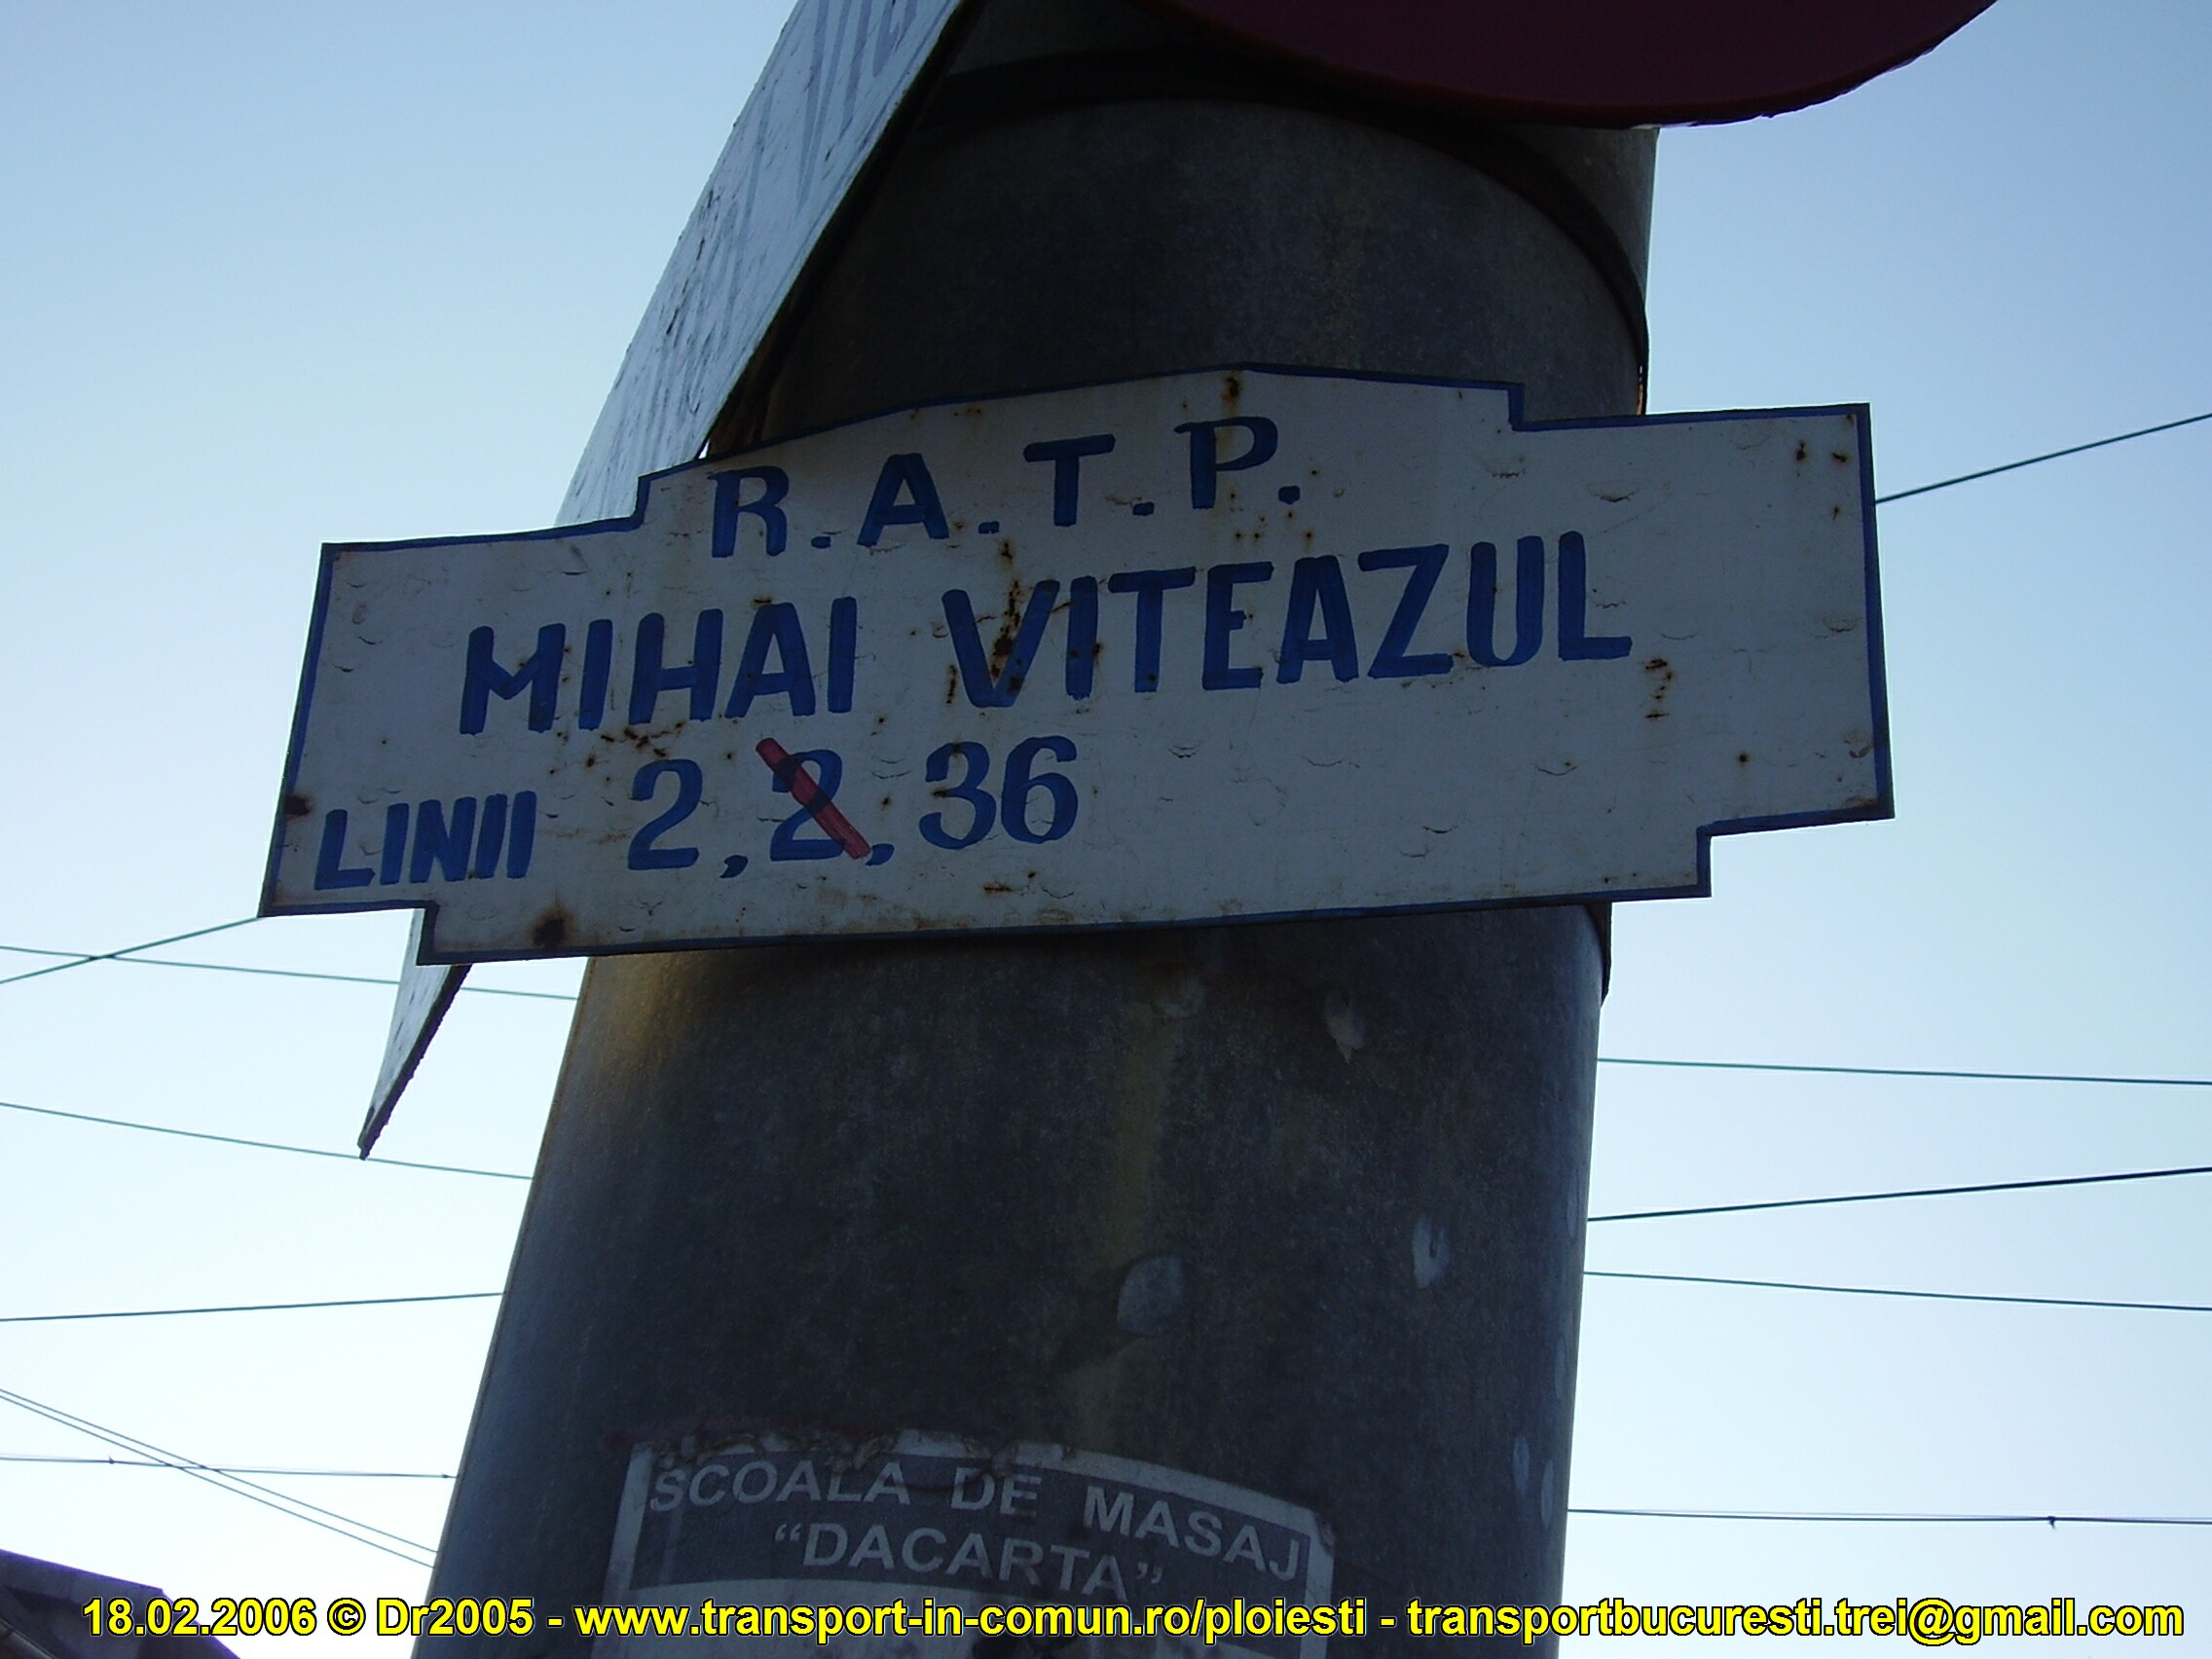 R.A.T.P.
MIHAI VITEAZUL
LINII 2,2,36
SCOALA DE MASAJ
“DACARTA”
18.02.2006 © Dr2005 - www.transport-in-comun.ro/ploiesti - transportbucuresti.trei@gmail.com